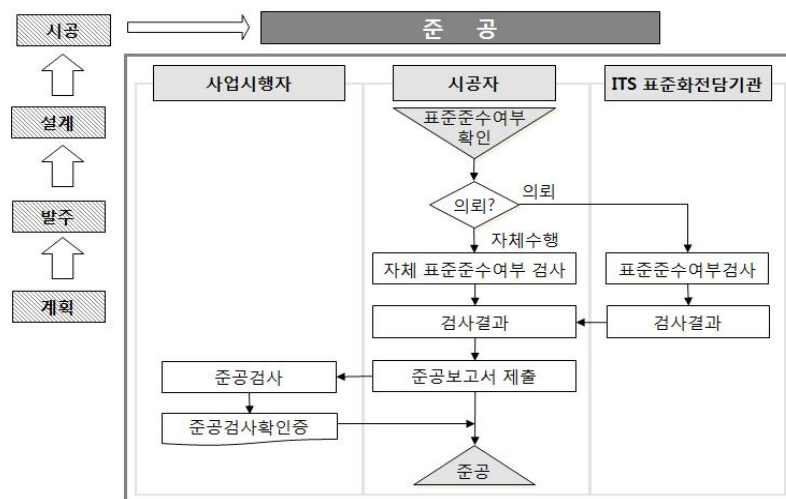 시공
준 공
설계
발주
계획
사업시행자
시공자
ITS 표준화전담기관
표준준수여부
확인
의뢰?
의뢰
자체수행
자체 표준준수여부 검사
표준준수여부검사
검사결과
검사결과
준공검사
준공보고서 제출
준공검사확인증
준공